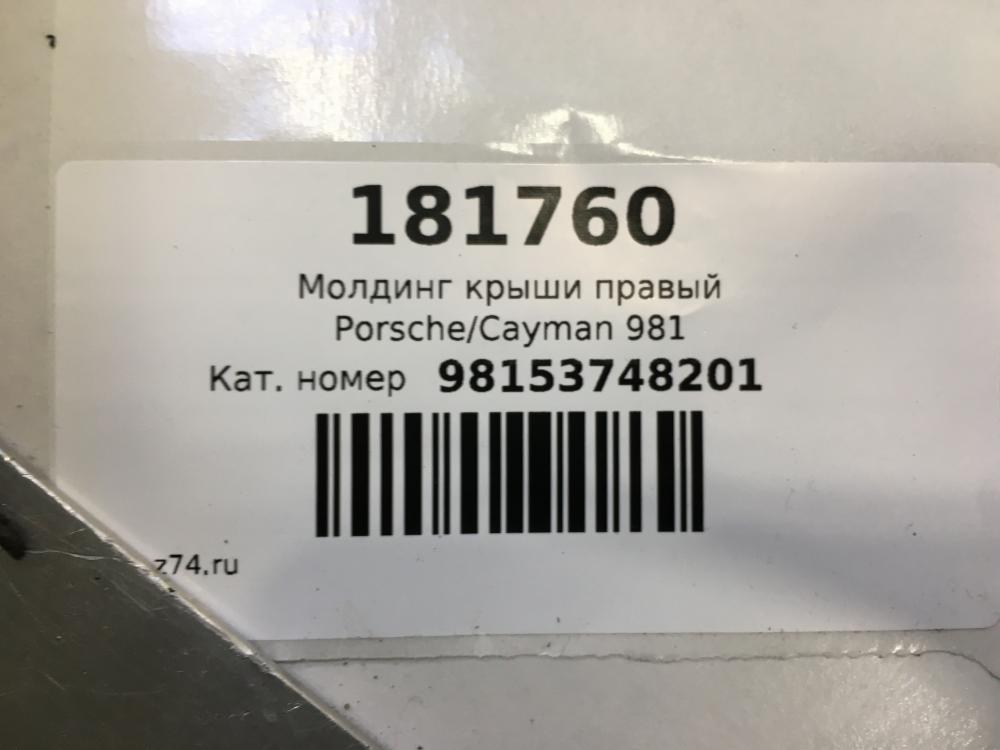 181760
Молдинг крыши правый
Porsche/Cayman 981
Кат. номер 98153748201
z74.ru